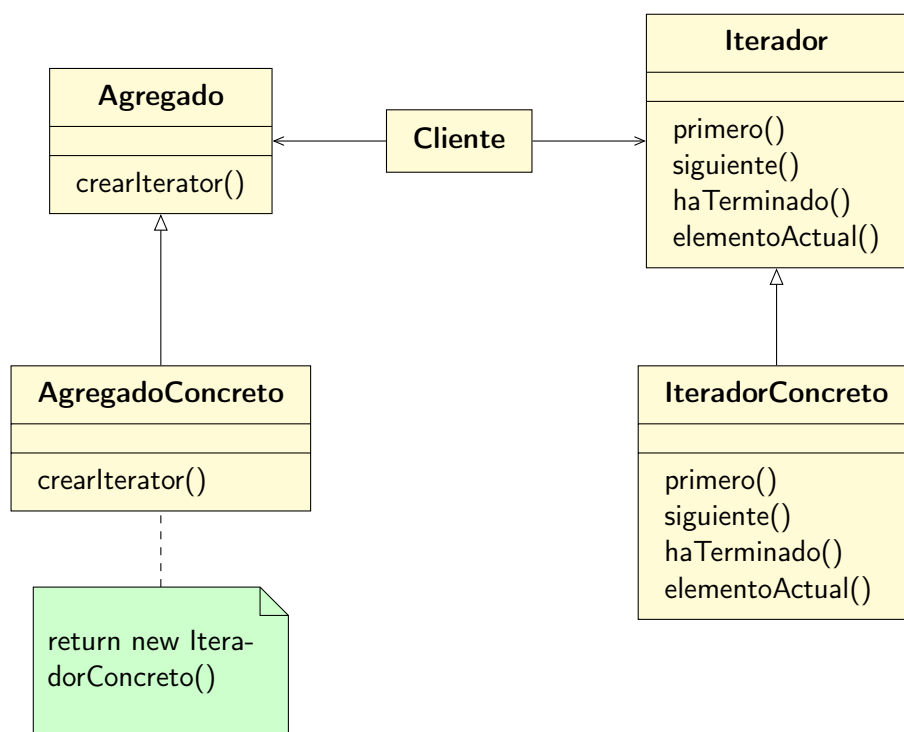 Agregado
crearIterator()
Cliente
Iterador
primero()
siguiente()
haTerminado()
elementoActual()
AgregadoConcreto
crearIterator()
return new Itera-
dorConcreto()
IteradorConcreto
primero()
siguiente()
haTerminado()
elementoActual()